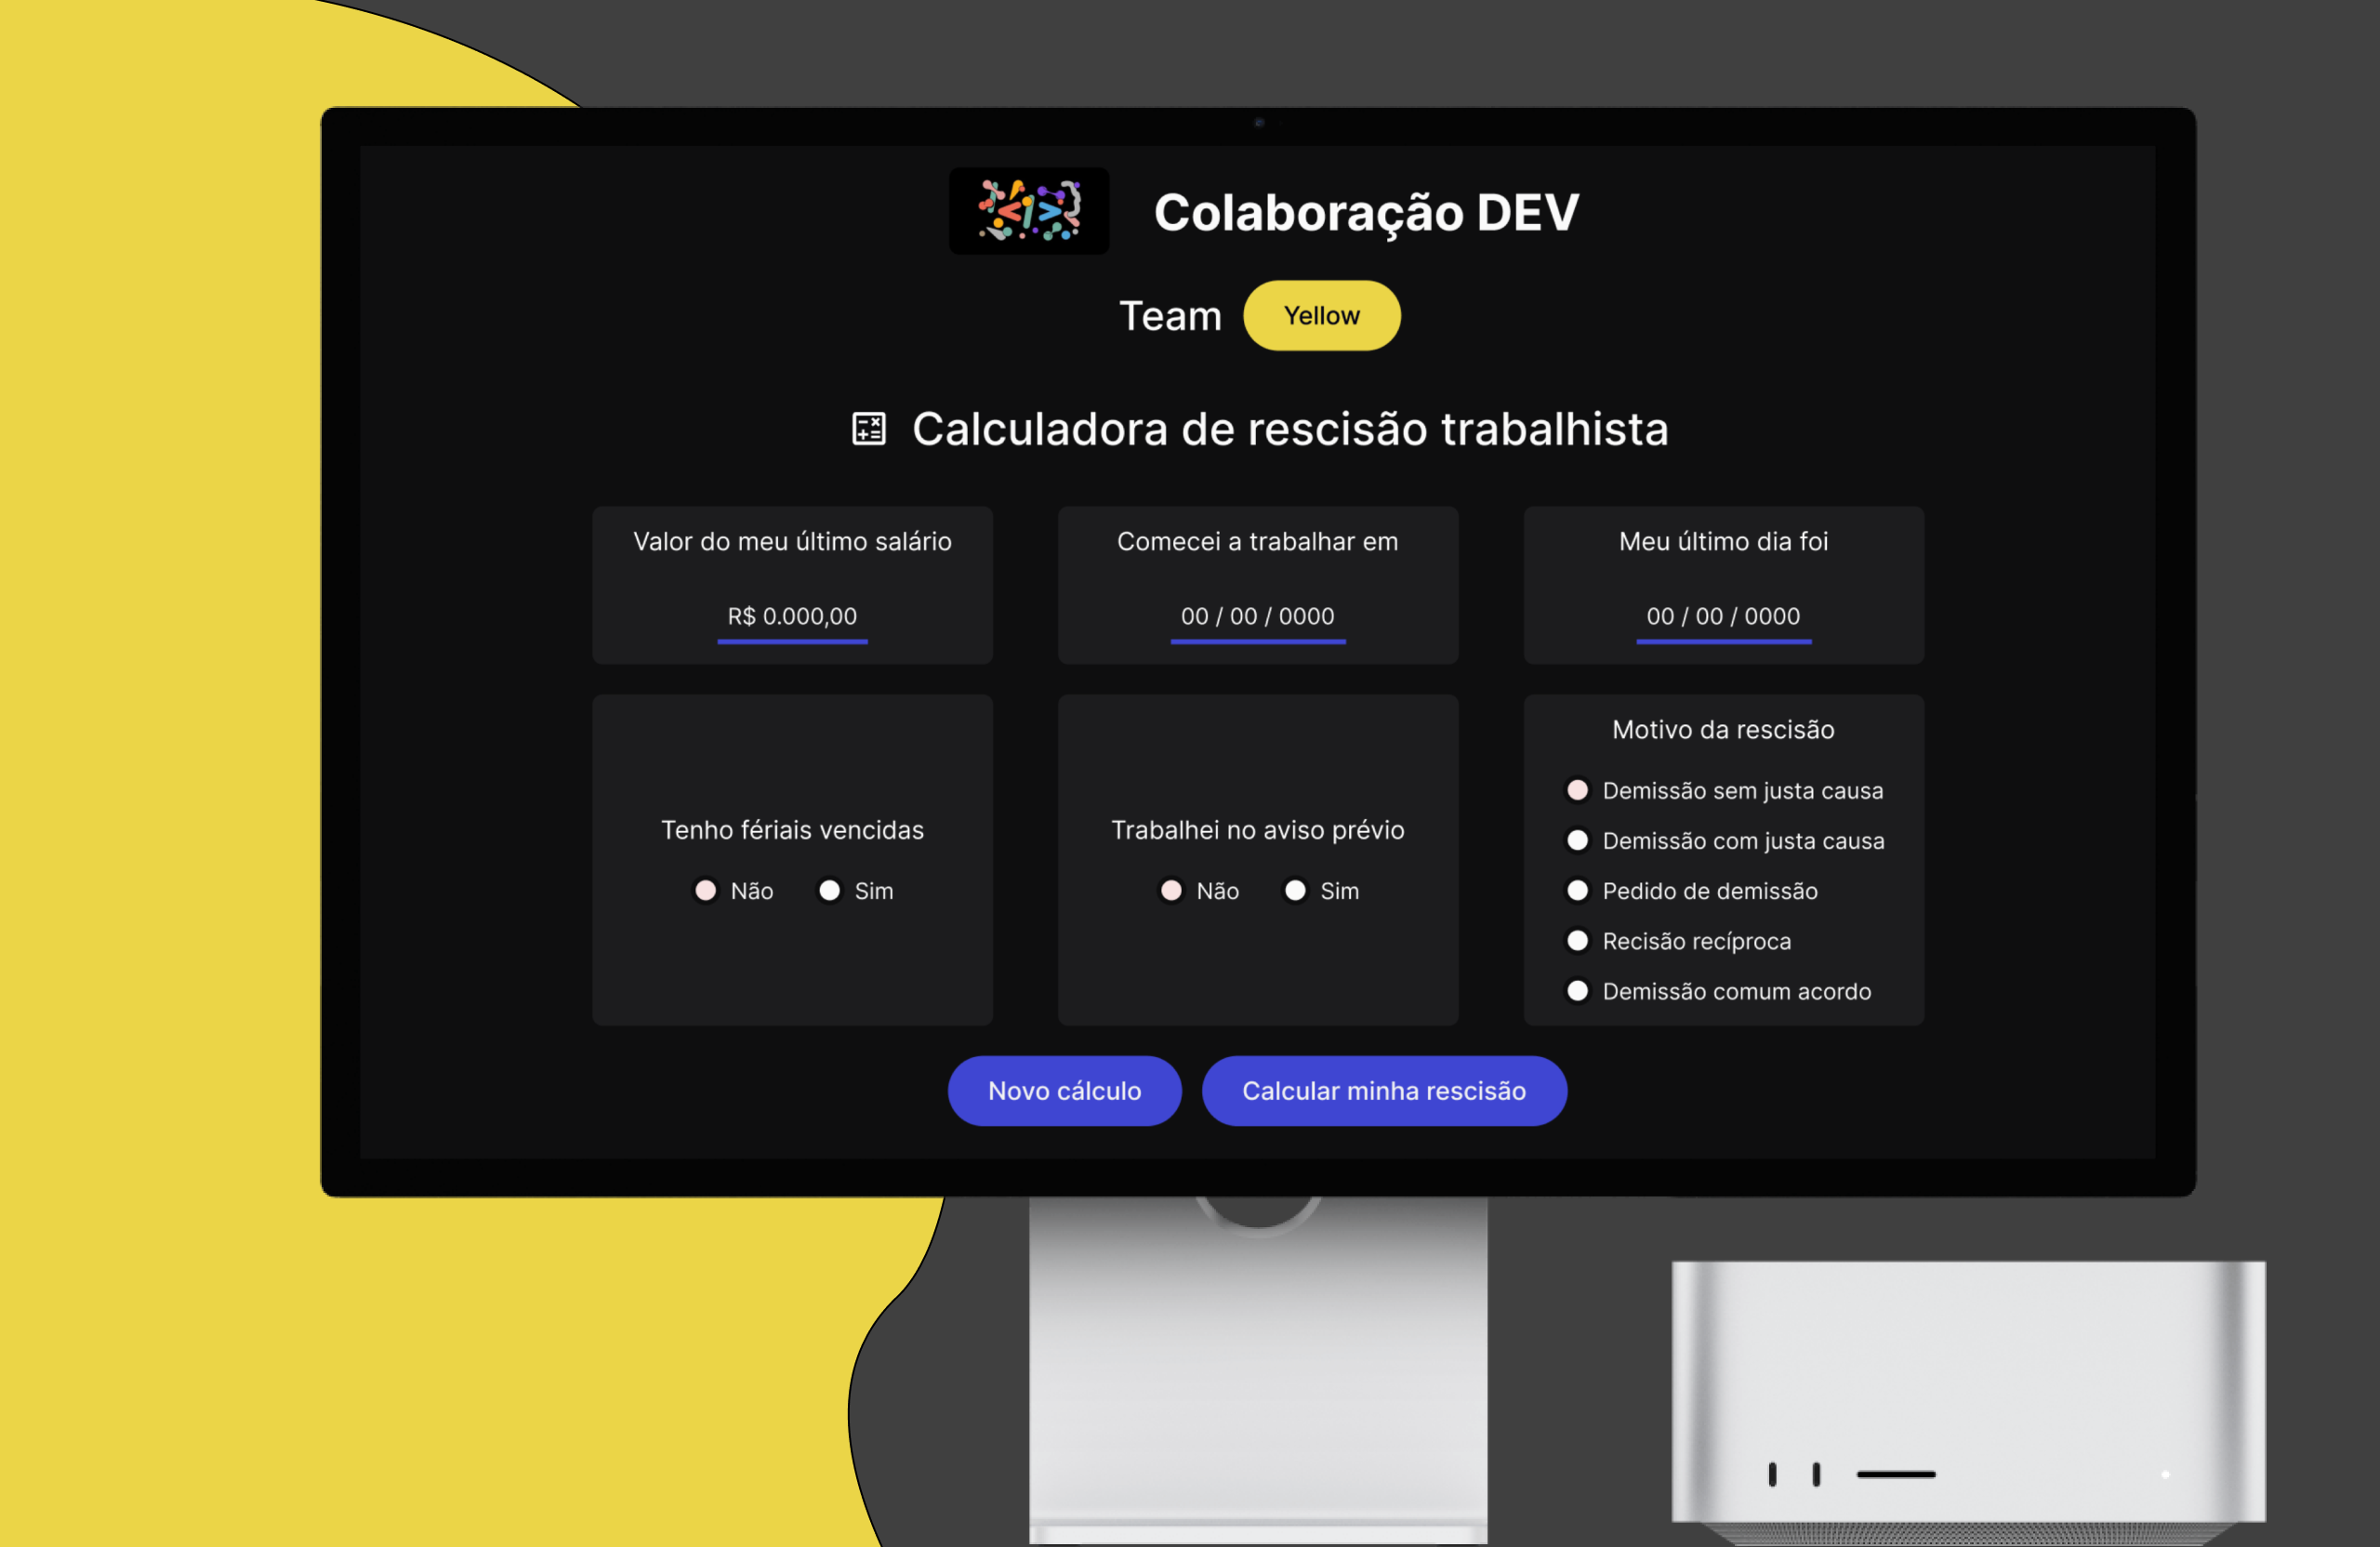 </>
Colaboração DEV
Team Yellow
Calculadora de rescisão trabalhista
Valor do meu último salário
R$ 0.000,00
Comecei a trabalhar em
00 / 00 / 0000
Meu último dia foi
00 / 00 / 0000
Tenho fériais vencidas
Não Sim
Trabalhei no aviso prévio
Não Sim
Motivo da rescisão
Demissão sem justa causa
Demissão com justa causa
Pedido de demissão
Recisão recíproca
Demissão comum acordo
Novo cálculo
Calcular minha rescisão